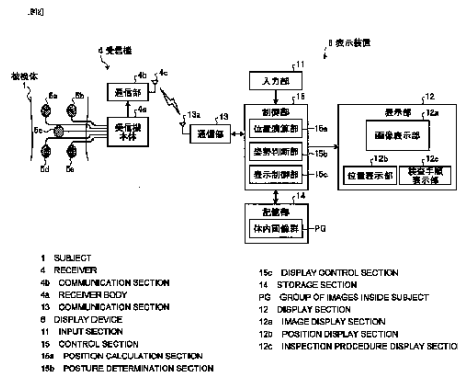 [図2]
4 受信機
6 表示装置
被検体
1
4b
通信部
4c
11
入力部
5a
5b
4a
受信機
本体
13a
13
通信部
15
制御部
位置演算部
15a
姿勢判断部
15b
表示制御部
15c
12
表示部
12a
画像表示部
12b
位置表示部
12c
検査手順
表示部
5c
5d
5e
14
記憶部
体内画像群
PG
1 SUBJECT
4 RECEIVER
4b COMMUNICATION SECTION
4a RECEIVER BODY
13 COMMUNICATION SECTION
6 DISPLAY DEVICE
11 INPUT SECTION
15 CONTROL SECTION
15a POSITION CALCULATION SECTION
15b POSTURE DETERMINATION SECTION
15c DISPLAY CONTROL SECTION
14 STORAGE SECTION
PG GROUP OF IMAGES INSIDE SUBJECT
12 DISPLAY SECTION
12a IMAGE DISPLAY SECTION
12b POSITION DISPLAY SECTION
12c INSPECTION PROCEDURE DISPLAY SECTIO